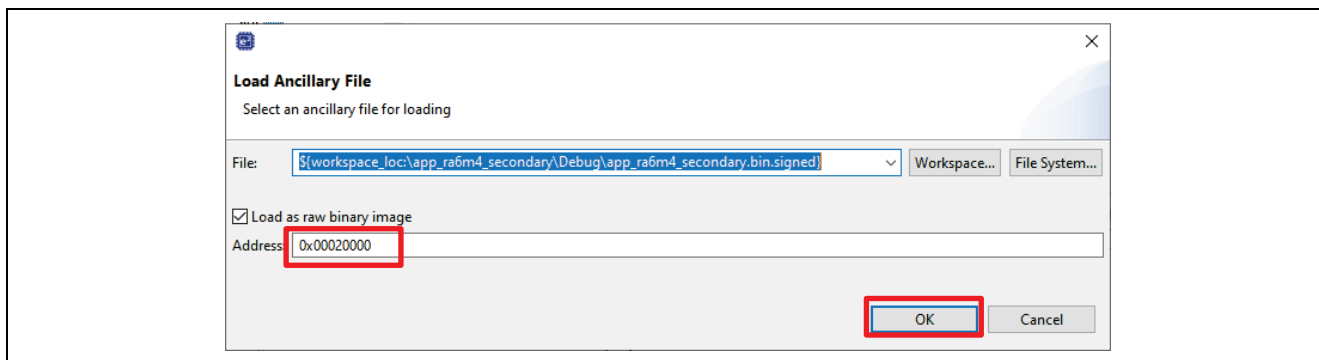 Load Ancillary File
Select an ancillary file for loading
File: ${workspace_loc:\app_ra6m4_secondary\Debug\app_ra6m4_secondary.bin.signed} Workspace... File System...
Load as raw binary image
Address: 0x00020000
OK Cancel